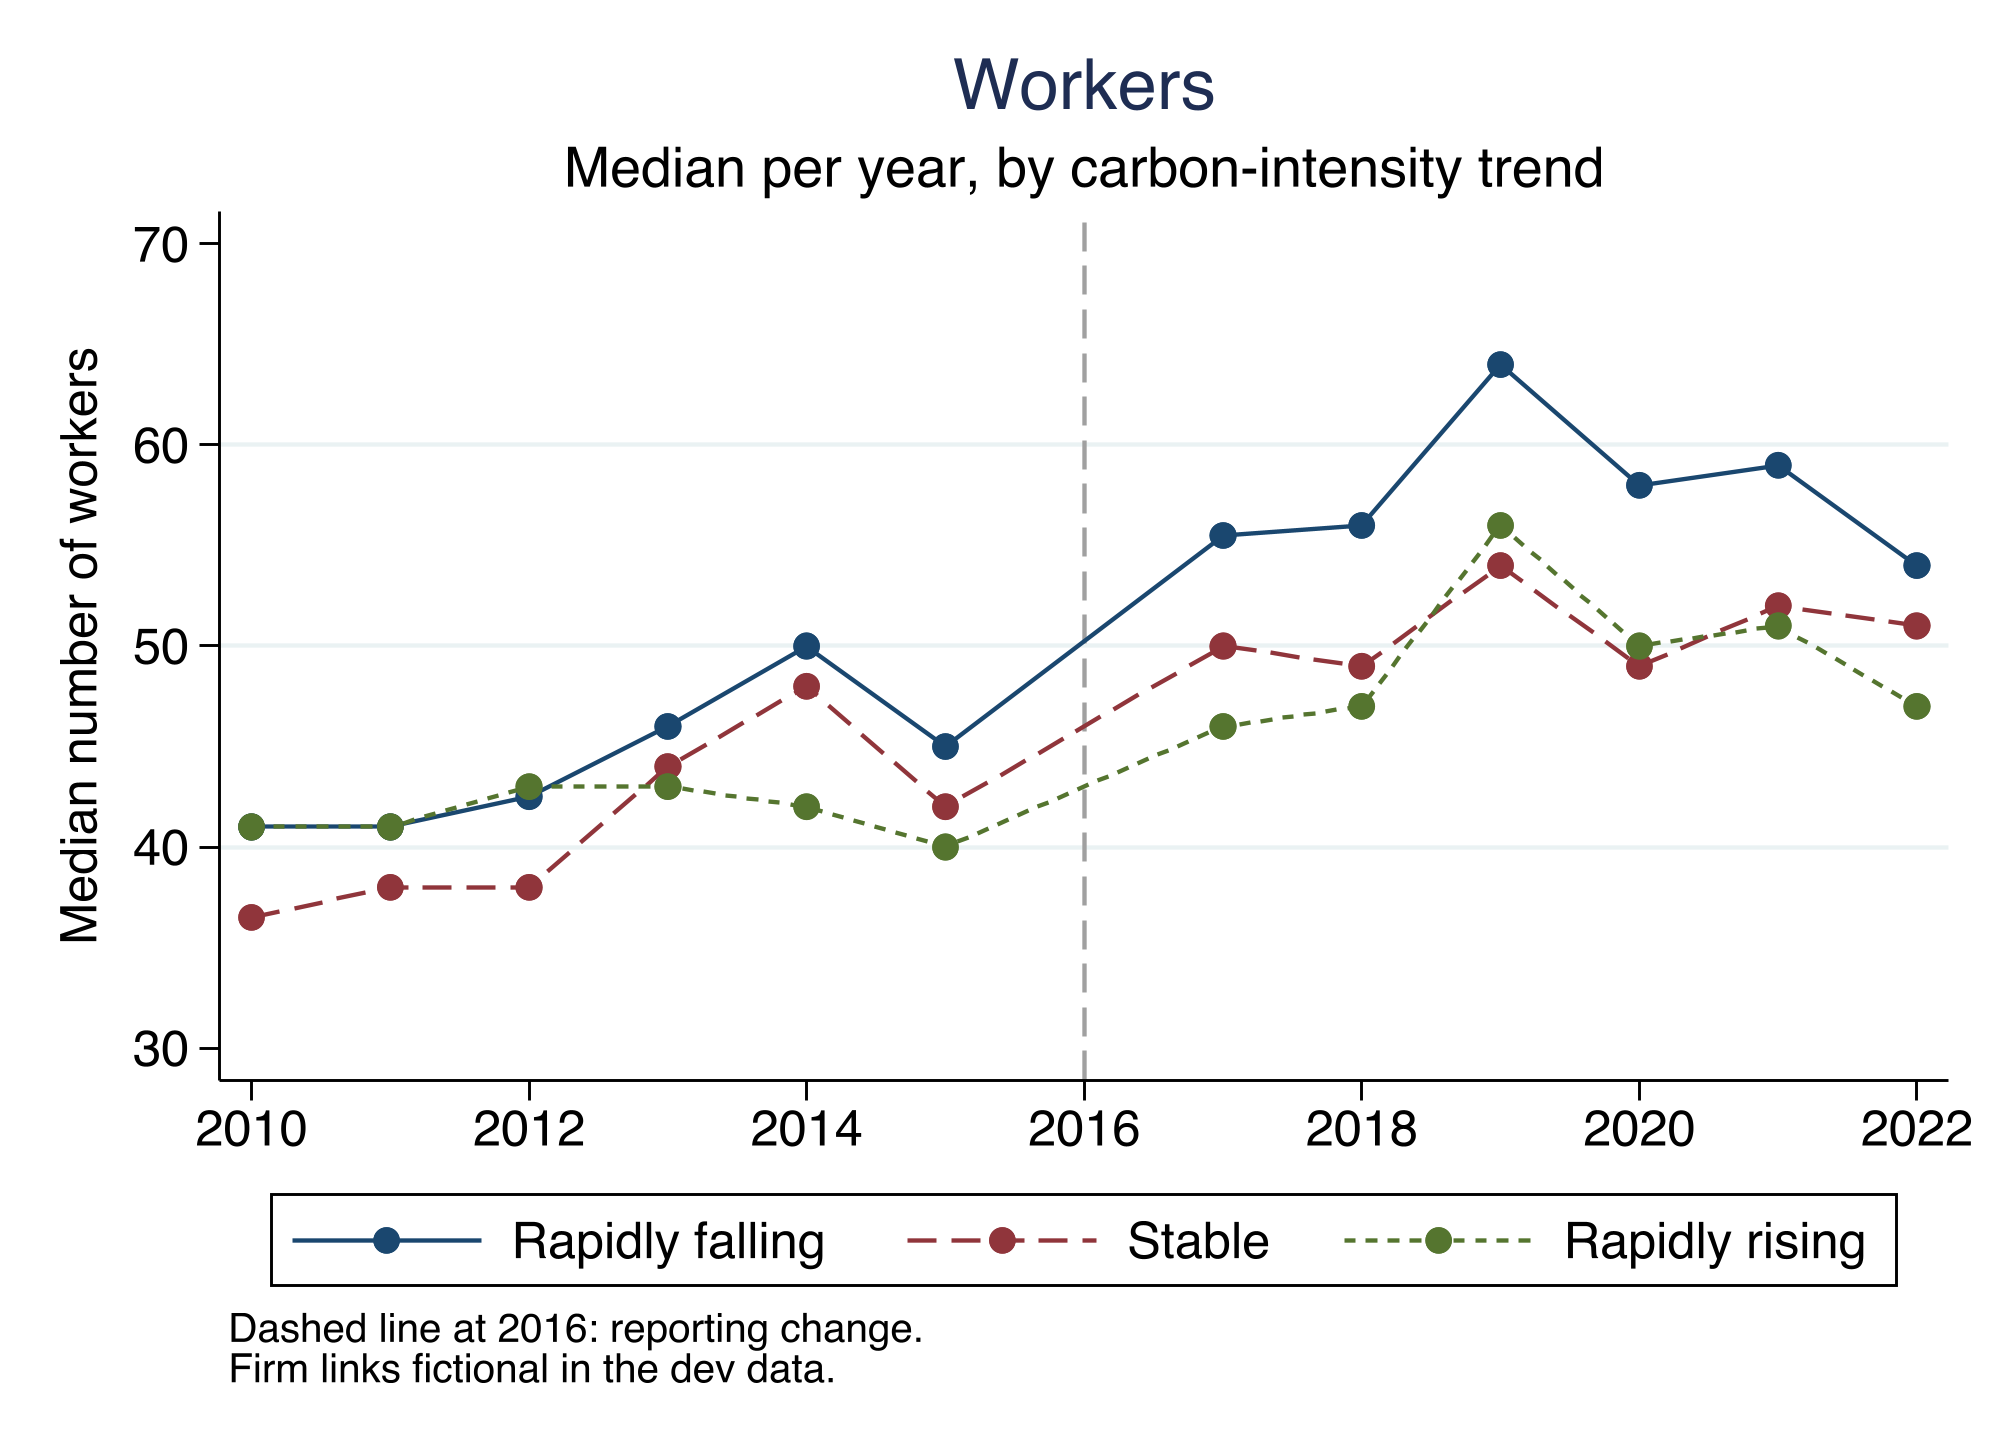 Workers
Median per year, by carbon-intensity trend
Median number of workers
70
60
50
40
30
2010 2012 2014 2016 2018 2020 2022
Rapidly falling Stable Rapidly rising
Dashed line at 2016: reporting change.
Firm links fictional in the dev data.